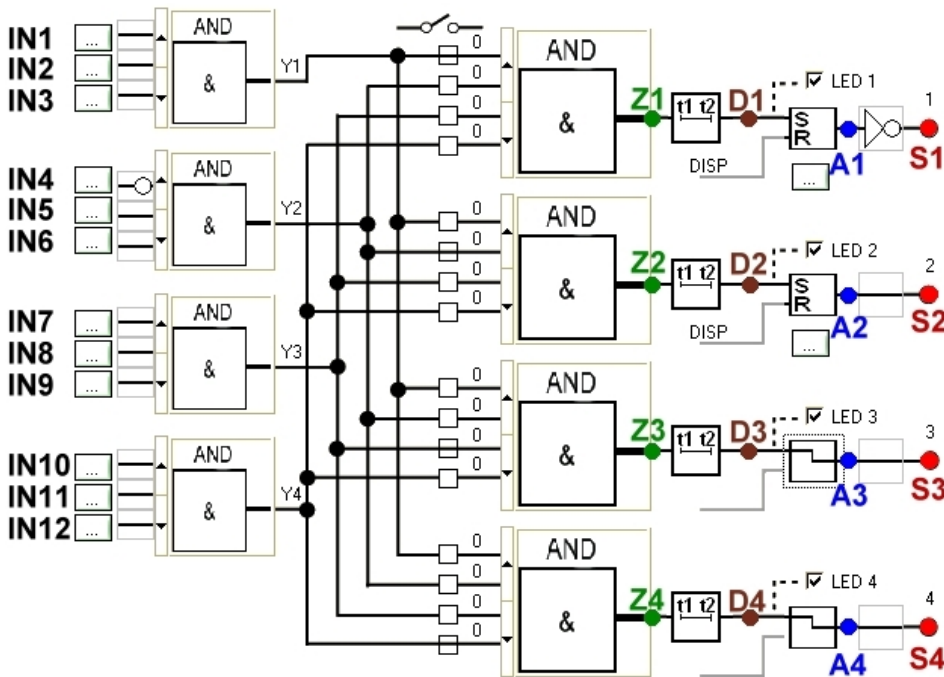 IN1 ... AND
IN2 ... &
IN3 ...
Y1
IN4 ... AND
IN5 ... &
IN6 ...
Y2
IN7 ... AND
IN8 ... &
IN9 ...
Y3
IN10 ... AND
IN11 ... &
IN12 ...
Y4
0 AND
0
0 &
0
Z1 t1 t2 D1 LED 1
S
R
DISP
...
A1 1
S1
0 AND
0
0 &
0
Z2 t1 t2 D2 LED 2
S
R
DISP
...
A2 2
S2
0 AND
0
0 &
0
Z3 t1 t2 D3 LED 3
A3 3
S3
0 AND
0
0 &
0
Z4 t1 t2 D4 LED 4
A4 4
S4